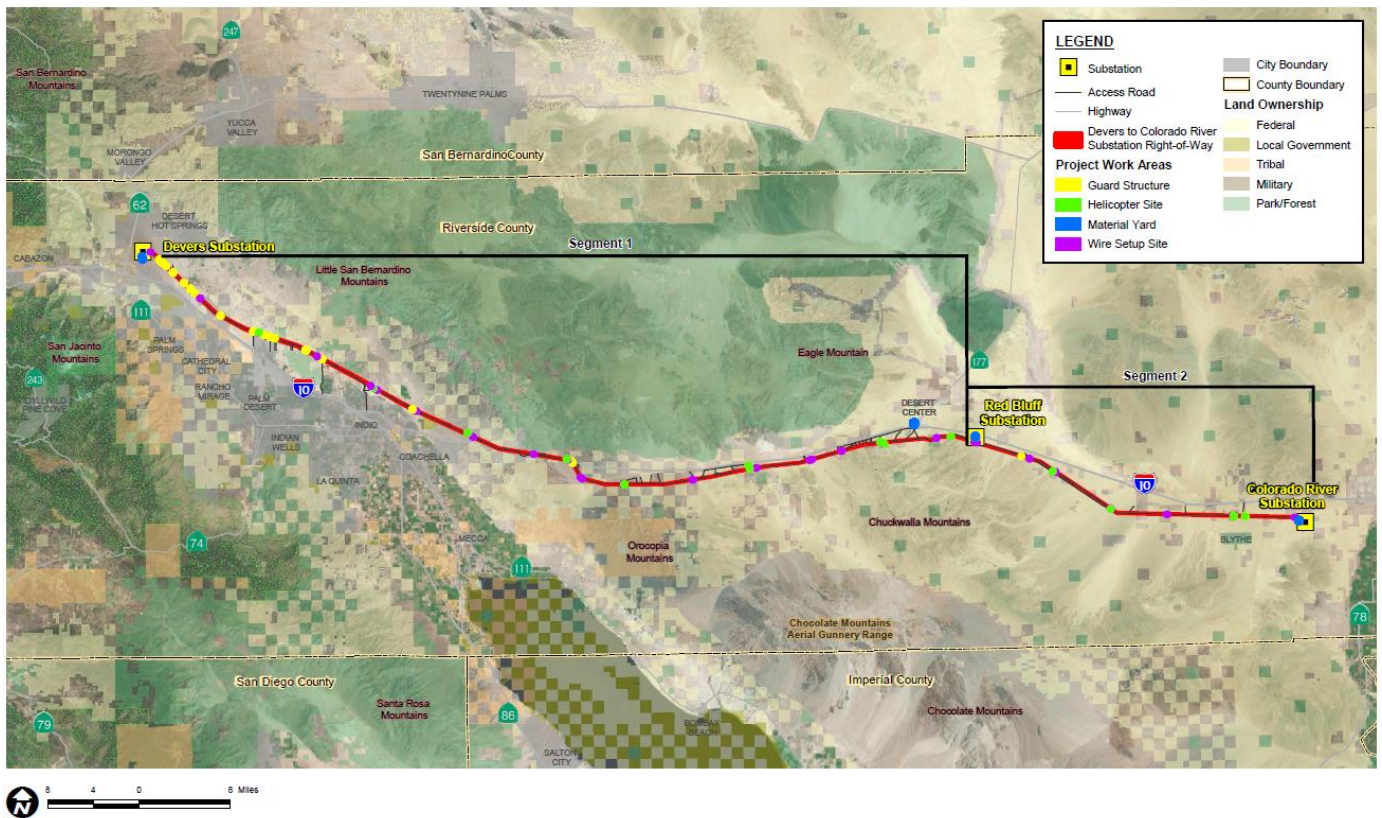 247
San Bernardino
Mountains
TWENTYNINE PALMS
YUCCA
VALLEY
MORONGO
VALLEY
San BernardinoCounty
62
DESERT
HOT SPRINGS
Riverside County
Segment 1
Devers Substation
CABAZON
Little San Bernardino
Mountains
111
PALM
SPRINGS
San Jacinto
Mountains
CATHEDRAL
CITY
Eagle Mountain
177
243
IDYLLWILD
PINE COVE
RANCHO
MIRAGE
10
PALM
DESERT
Segment 2
DESERT
CENTER
Red Bluff
Substation
INDIO
INDIAN
WELLS
COACHELLA
LA QUINTA
10
Colorado River
Substation
Chuckwalla Mountains
BLYTHE
74
MECCA
Orocopia
Mountains
111
Chocolate Mountains
Aerial Gunnery Range
78
San Diego County
Imperial County
Santa Rosa
Mountains
86
Chocolate Mountains
79
BOMBAY
BEACH
SALTON
CITY
LEGEND
Substation
Access Road
Highway
Devers to Colorado River
Substation Right-of-Way
Project Work Areas
Guard Structure
Helicopter Site
Material Yard
Wire Setup Site
City Boundary
County Boundary
Land Ownership
Federal
Local Government
Tribal
Military
Park/Forest
N
8 4 0 8 Miles